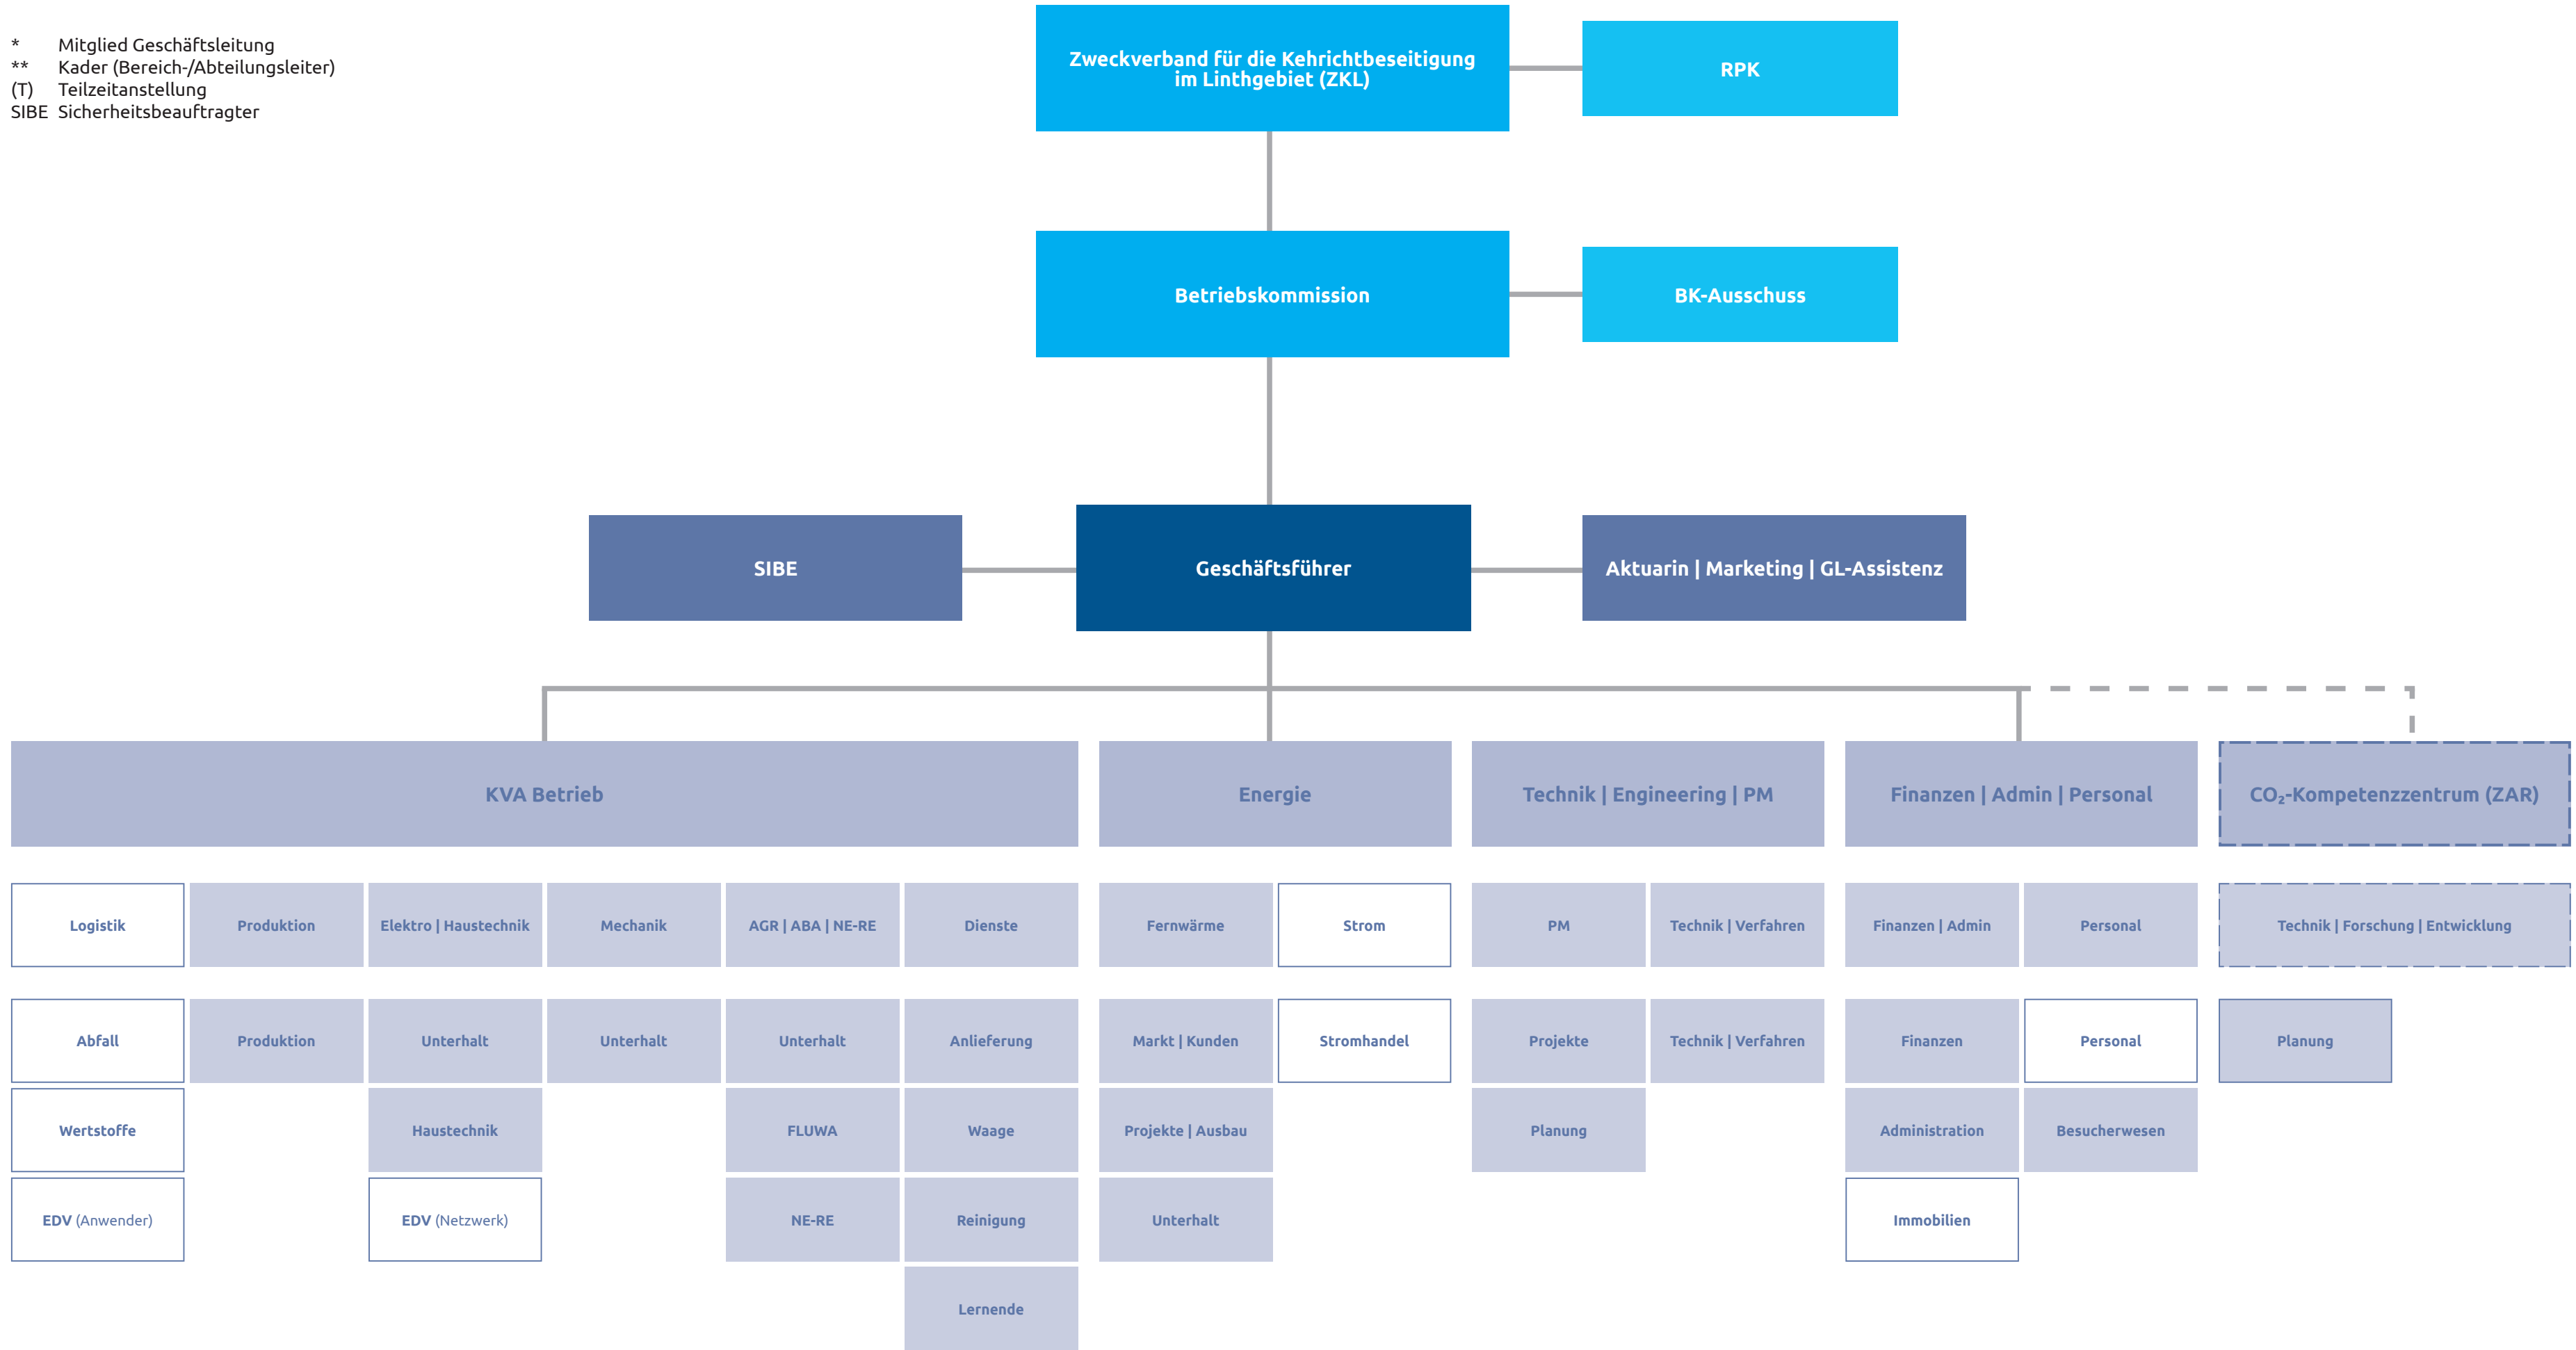 * Mitglied Geschäftsleitung
** Kader (Bereich-/Abteilungsleiter)
(T) Teilzeitanstellung
SIBE Sicherheitsbeauftragter
Zweckverband für die Kehrichtbeseitigung
im Linthgebiet (ZKL)
RPK
Betriebskommission
BK-Ausschuss
SIBE
Geschäftsführer
Aktuarin | Marketing | GL-Assistenz
KVA Betrieb
Energie
Technik | Engineering | PM
Finanzen | Admin | Personal
CO₂-Kompetenzzentrum (ZAR)
Logistik
Produktion
Elektro | Haustechnik
Mechanik
AGR | ABA | NE-RE
Dienste
Fernwärme
Strom
PM
Technik | Verfahren
Finanzen | Admin
Personal
Technik | Forschung | Entwicklung
Abfall
Produktion
Unterhalt
Unterhalt
Unterhalt
Anlieferung
Markt | Kunden
Stromhandel
Projekte
Technik | Verfahren
Finanzen
Personal
Planung
Wertstoffe
Haustechnik
FLUWA
Waage
Projekte | Ausbau
Planung
Administration
Besucherwesen
EDV (Anwender)
EDV (Netzwerk)
NE-RE
Reinigung
Unterhalt
Immobilien
Lernende